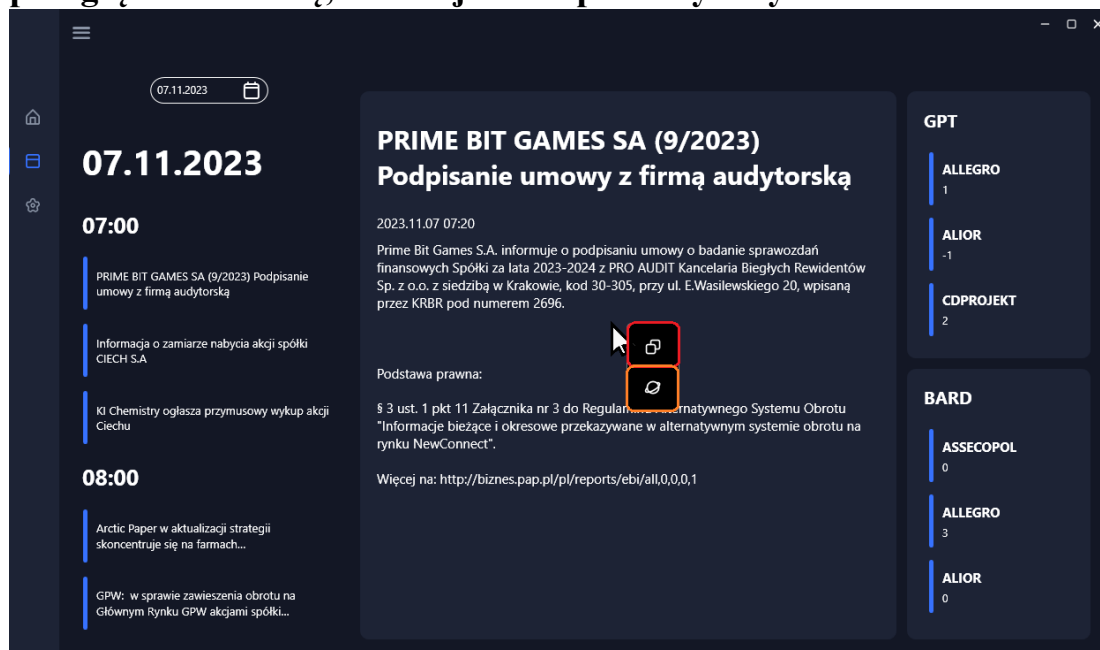 07.11.2023
07.11.2023
07:00
PRIME BIT GAMES SA (9/2023) Podpisanie
umowy z firmą audytorską
Informacja o zamiarze nabycia akcji spółki
CIECH S.A
KI Chemistry ogłasza przymusowy wykup akcji
Ciechu
08:00
Arctic Paper w aktualizacji strategii
skoncentruje się na farmach...
GPW: w sprawie zawieszenia obrotu na
Głównym Rynku GPW akcjami spółki...
PRIME BIT GAMES SA (9/2023)
Podpisanie umowy z firmą audytorską
2023.11.07 07:20
Prime Bit Games S.A. informuje o podpisaniu umowy o badanie sprawozdań
finansowych Spółki za lata 2023-2024 z PRO AUDIT Kancelaria Biegłych Rewidentów
Sp. z o.o. z siedzibą w Krakowie, kod 30-305, przy ul. E.Wasilewskiego 20, wpisaną
przez KRBR pod numerem 2696.
Podstawa prawna:
§ 3 ust. 1 pkt 11 Załącznika nr 3 do Systemu Obrotu
"Informacje bieżące i okresowe przekazywane w alternatywnym systemie obrotu na
rynku NewConnect".
Więcej na: http://biznes.pap.pl/pl/reports/ebi/all,0,0,0,1
GPT
ALLEGRO
1
ALIOR
-1
CDPROJEKT
2
BARD
ASSECOPOL
0
ALLEGRO
3
ALIOR
0